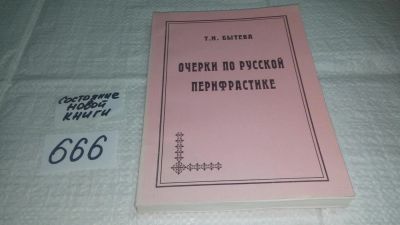 состояние
новой
книги
666
Т.И. БЫТЕВА
ОЧЕРКИ ПО РУССКОЙ
ПЕРИФРАСТИКЕ